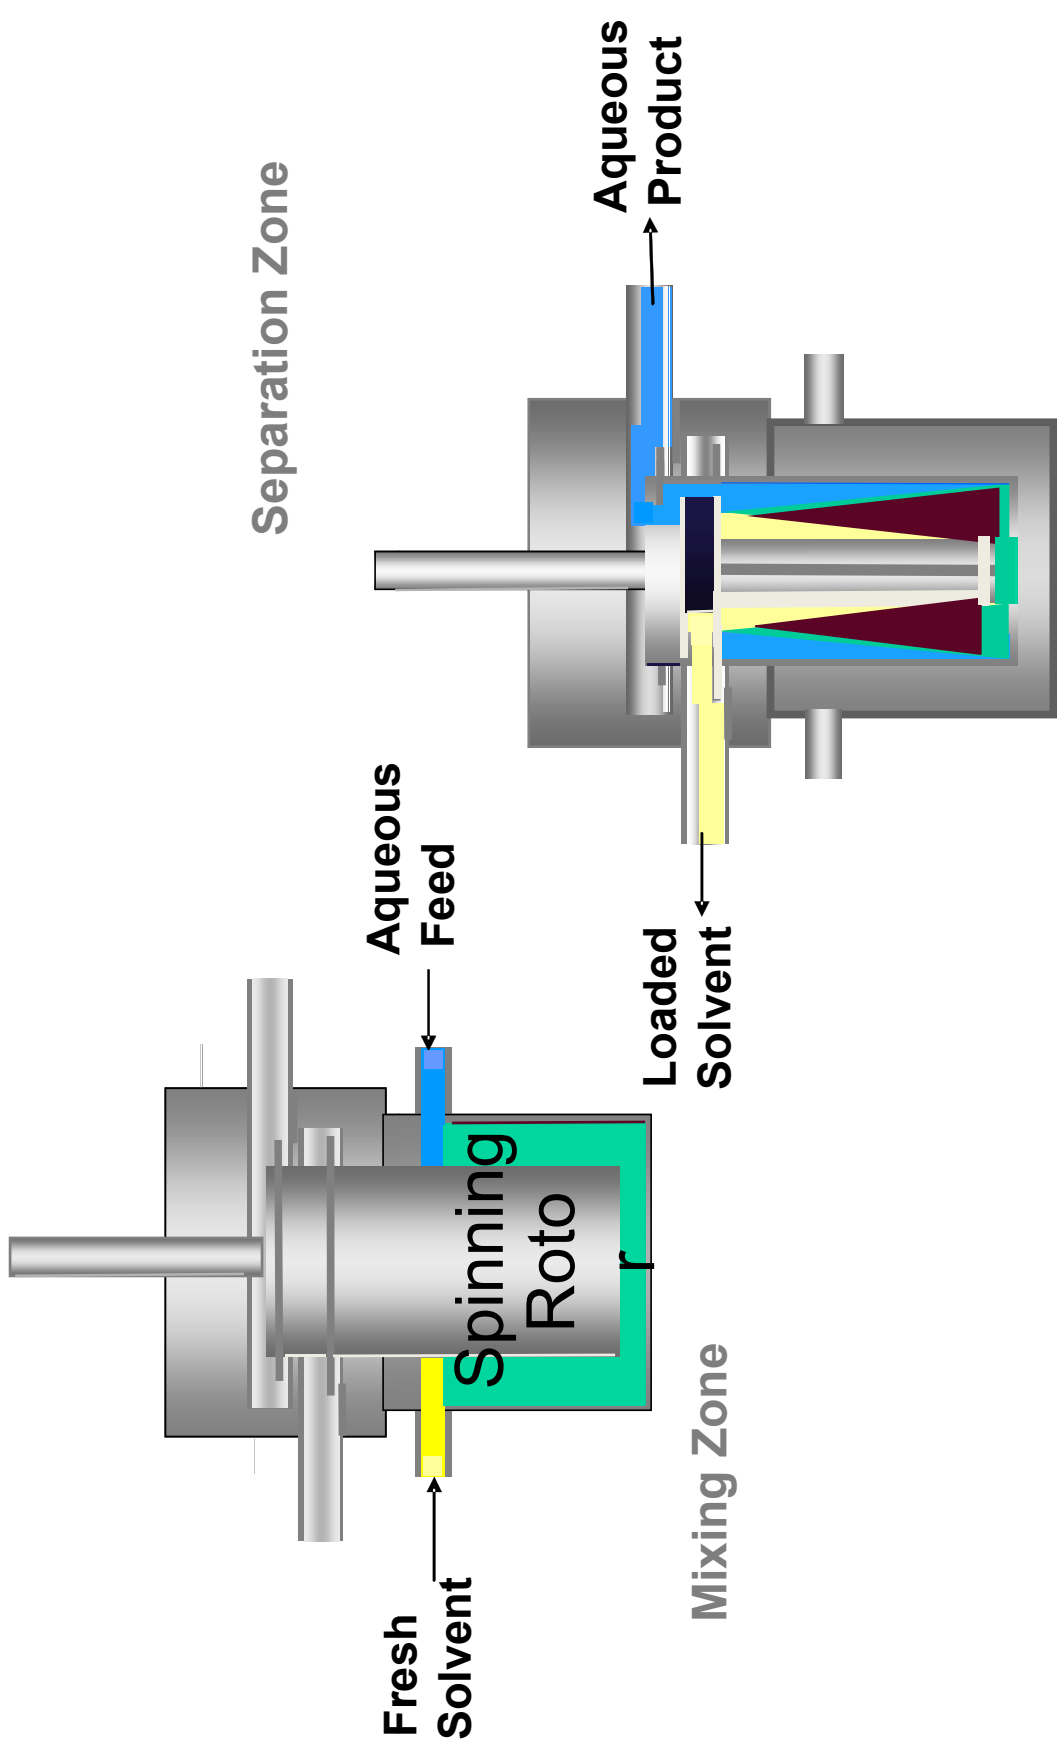 Separation Zone
Aqueous
Product
Aqueous
Feed
Loaded
Solvent
Spinning
Roto
r
Fresh
Solvent
Mixing Zone